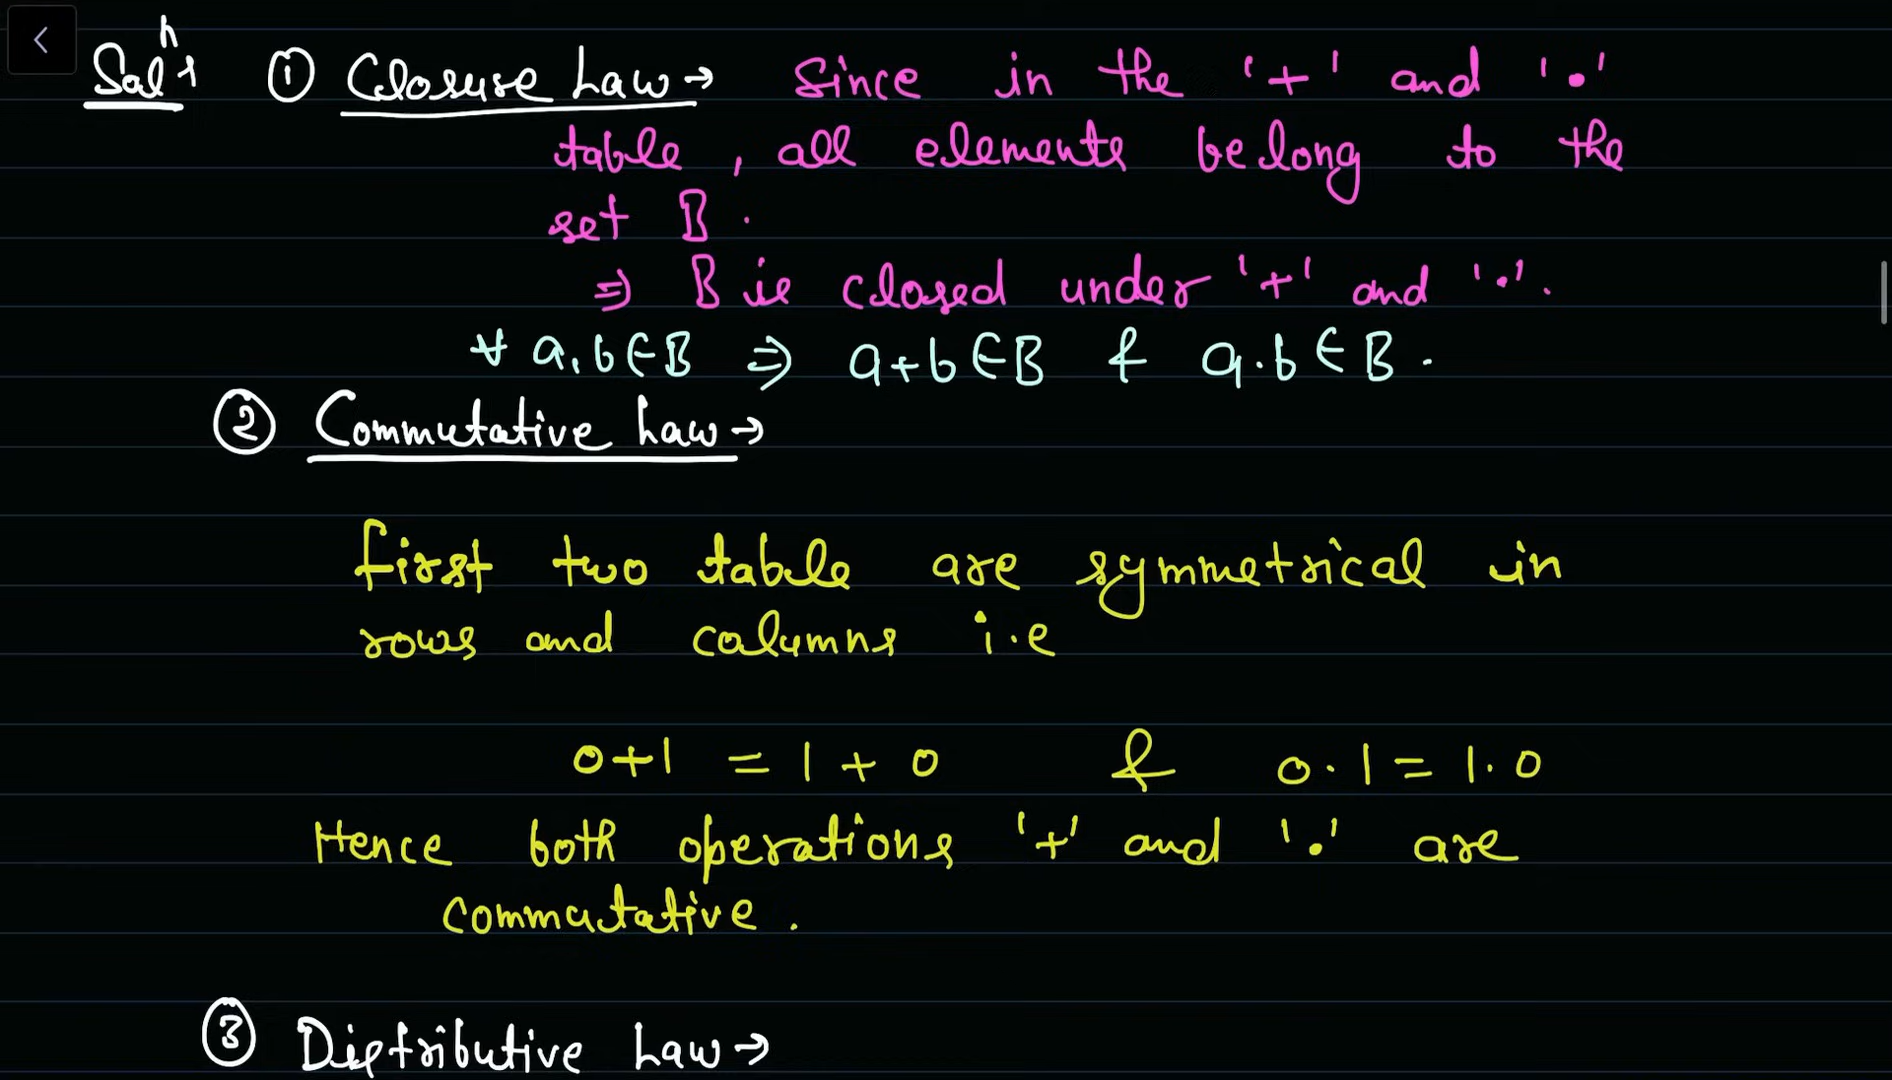 Solⁿ: ① Closure Law → Since in the '+' and '•'
table, all elements belong to the
set B.
⇒ B is closed under '+' and '•'.
∀ a,b∈B ⇒ a+b∈B & a.b∈B.
② Commutative Law →
First two table are symmetrical in
rows and columns i.e
0+1 = 1+0 & 0.1 = 1.0
Hence both operations '+' and '•' are
commutative.
③ Distributive Law →